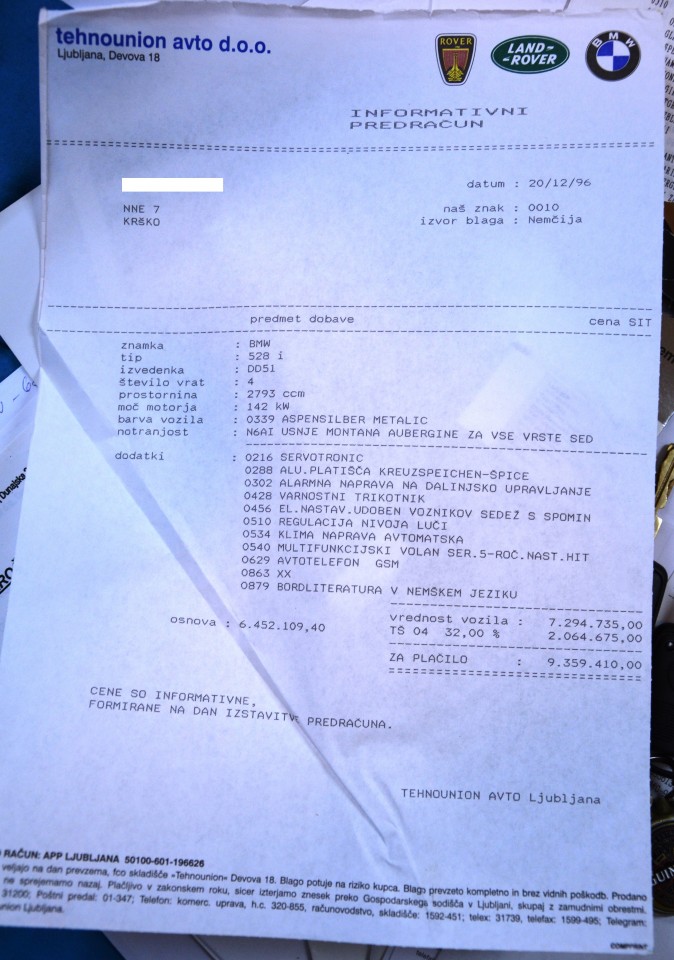 tehnounion avto d.o.o.
Ljubljana, Devova 18
ROVER
LAND-
ROVER
BMW
INFORMATIVNI
PREDRAČUN
datum : 20/12/96
NNE 7
KRŠKO
naš znak : 0010
izvor blaga : Nemčija
predmet dobave cena SIT
znamka : BMW
tip : 528 i
izvedenka : DD51
število vrat : 4
prostornina : 2793 ccm
moč motorja : 142 kW
barva vozila : 0339 ASPENSILBER METALIC
notranjost : N6AI USNJE MONTANA AUBERGINE ZA VSE VRSTE SED
dodatki : 0216 SERVOTRONIC
0288 ALU.PLATIŠČA KREUZSPEICHEN-ŠPICE
0302 ALARMNA NAPRAVA NA DALINJSKO UPRAVLJANJE
0428 VARNOSTNI TRIKOTNIK
0456 EL.NASTAV.UDOBEN VOZNIKOV SEDEŽ S SPOMIN
0510 REGULACIJA NIVOJA LUČI
0534 KLIMA NAPRAVA AVTOMATSKA
0540 MULTIFUNKCIJSKI VOLAN SER.5-ROČ.NAST.HIT
0629 AVTOTELEFON GSM
0863 XX
0879 BORDLITERATURA V NEMŠKEM JEZIKU
osnova : 6.452.109,40
vrednost vozila : 7.294.735,00
TŠ 04 32,00 % 2.064.675,00
ZA PLAČILO : 9.359.410,00
CENE SO INFORMATIVNE,
FORMIRANE NA DAN IZSTAVITV PREDRAČUNA.
TEHNOUNION AVTO Ljubljana
RAČUN: APP LJUBLJANA 50100-601-196626
veljajo na dan prevzema, fco skladišče »Tehnounion« Devova 18. Blago potuje na riziko kupca. Blago prevzeto kompletno in brez vidnih poškodb. Prodano
ne sprejemamo nazaj. Plačljivo v zakonskem roku, sicer izterjamo znesek preko Gospodarskega sodišča v Ljubljani, skupaj z zamudnimi obrestmi.
31200; Poštni predal: 01-347; Telefon: komerc. uprava, h.c. 320-855, računovodstvo, skladišče: 1592-451; telex: 31739, telefax: 1599-495; Telegram:
union Ljubljana.
COMPPRINT